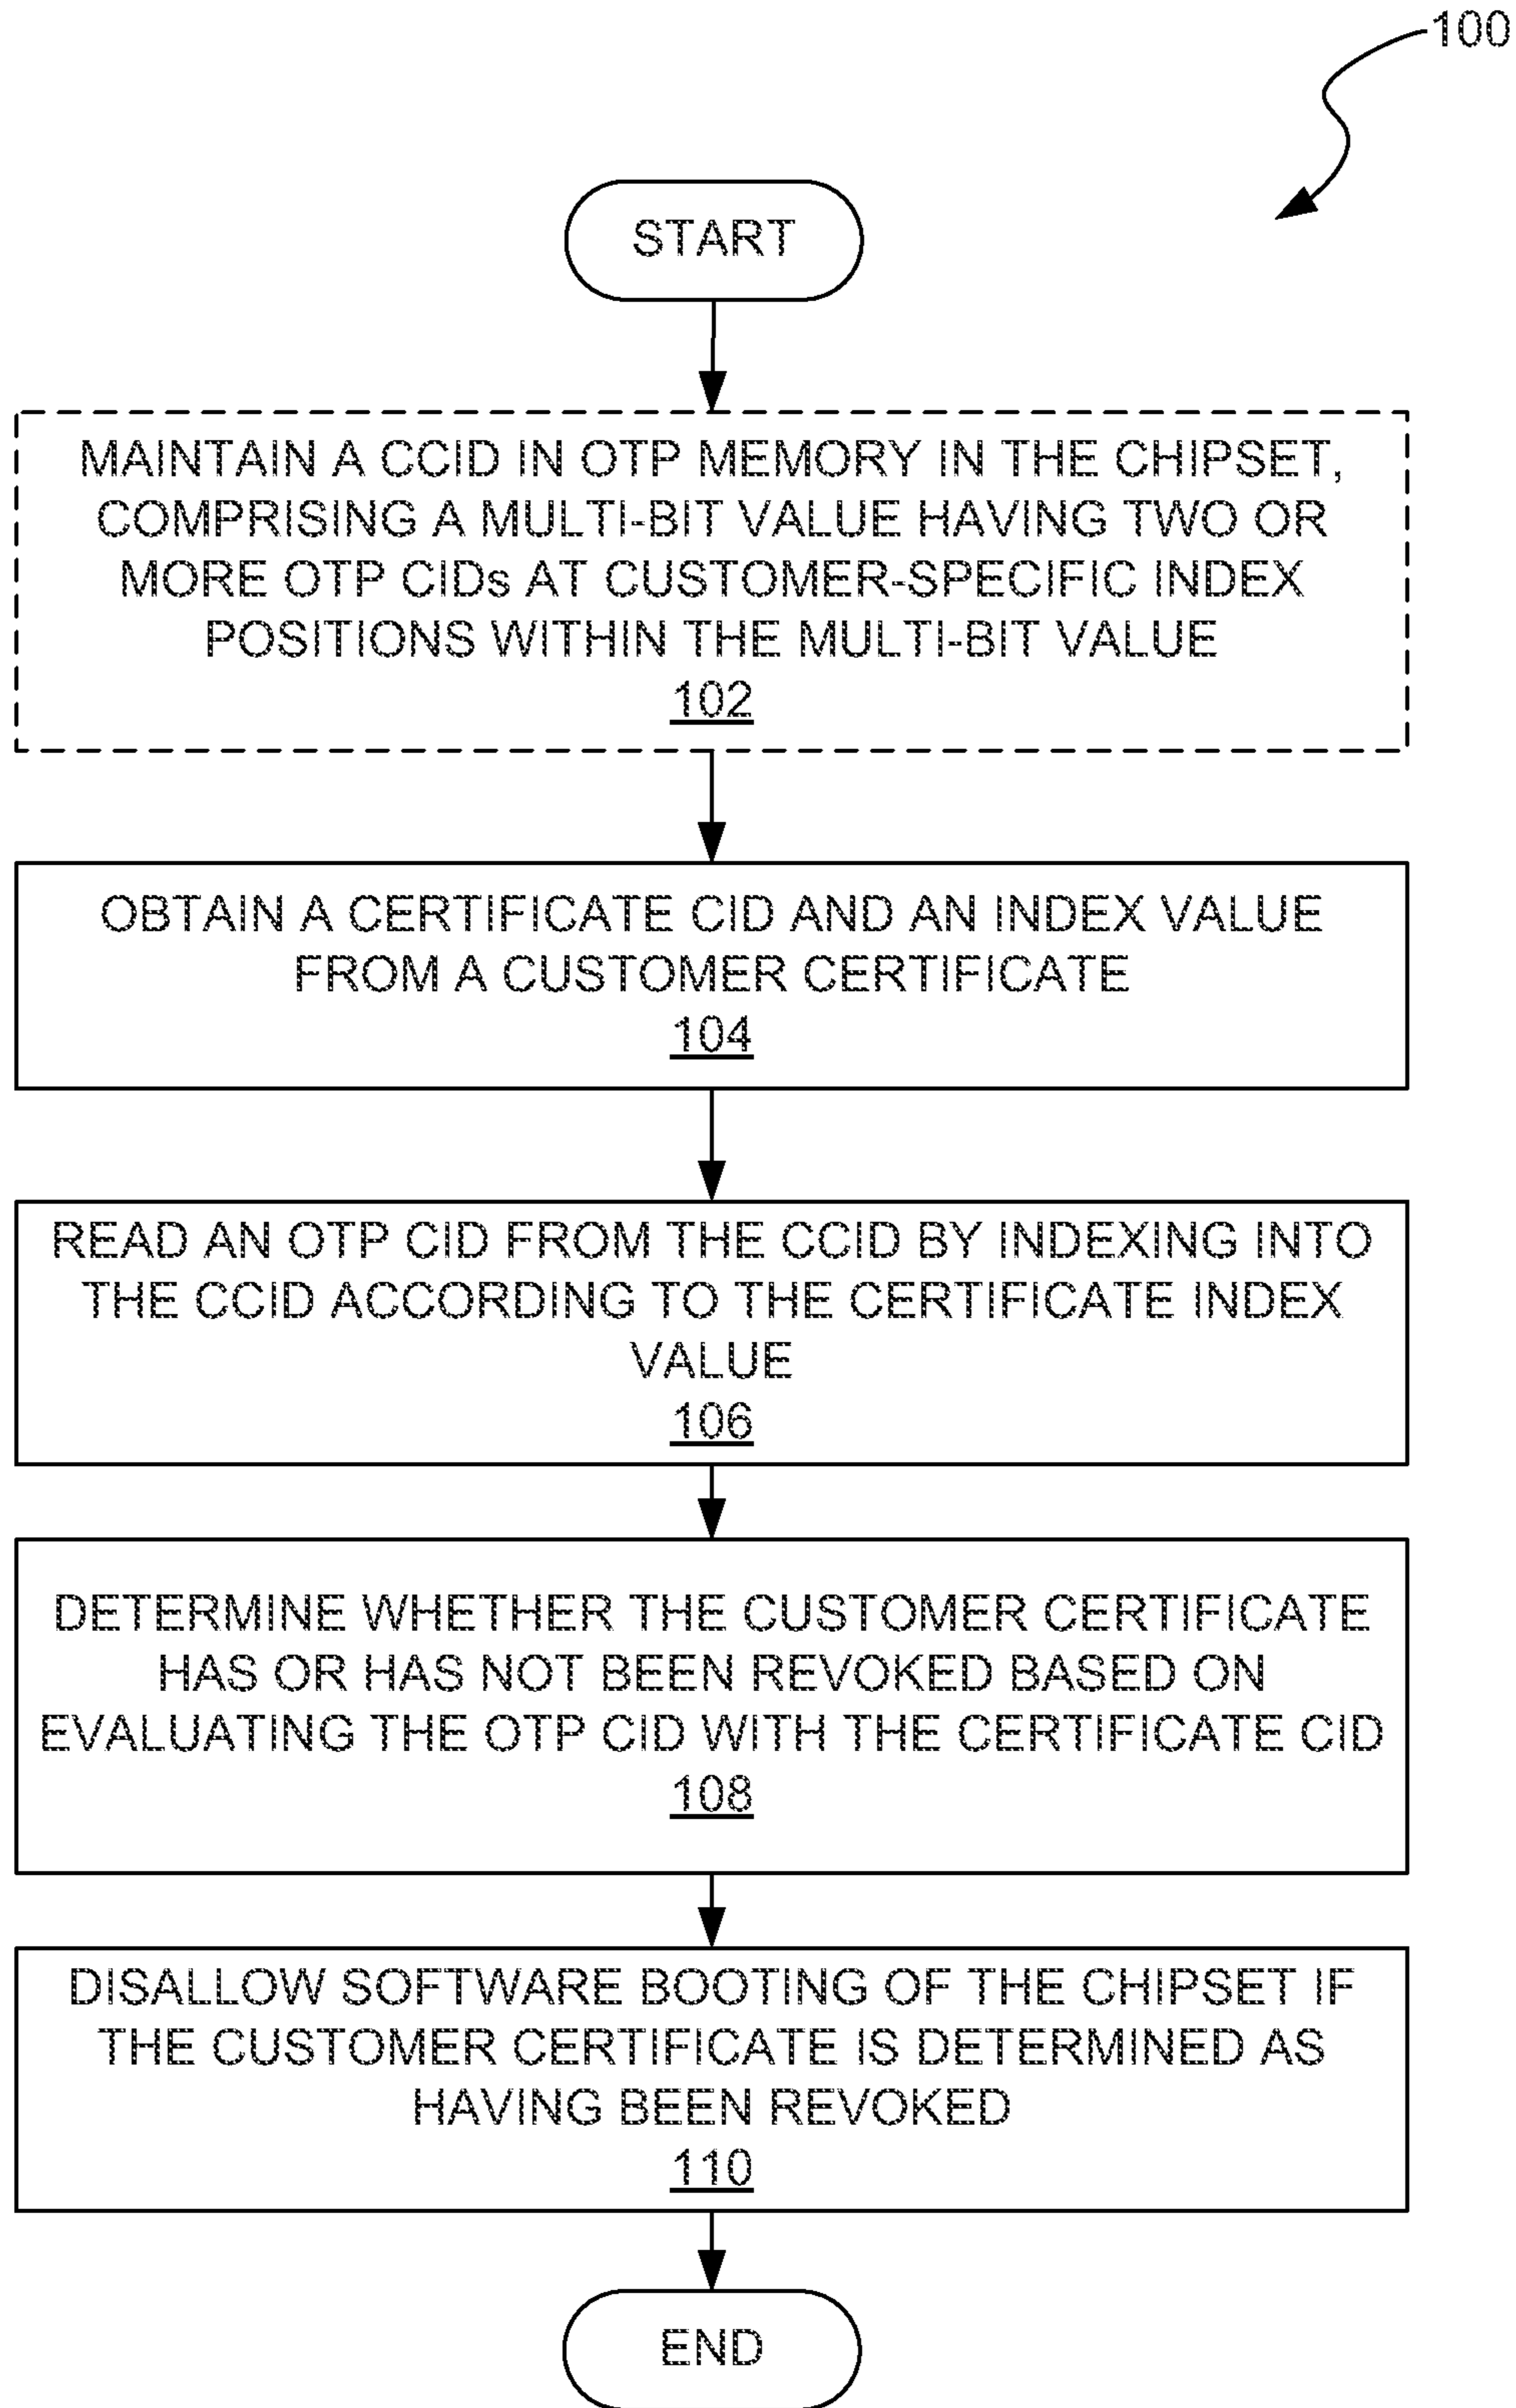 100
START
MAINTAIN A CCID IN OTP MEMORY IN THE CHIPSET,
COMPRISING A MULTI-BIT VALUE HAVING TWO OR
MORE OTP CIDs AT CUSTOMER-SPECIFIC INDEX
POSITIONS WITHIN THE MULTI-BIT VALUE
102
OBTAIN A CERTIFICATE CID AND AN INDEX VALUE
FROM A CUSTOMER CERTIFICATE
104
READ AN OTP CID FROM THE CCID BY INDEXING INTO
THE CCID ACCORDING TO THE CERTIFICATE INDEX
VALUE
106
DETERMINE WHETHER THE CUSTOMER CERTIFICATE
HAS OR HAS NOT BEEN REVOKED BASED ON
EVALUATING THE OTP CID WITH THE CERTIFICATE CID
108
DISALLOW SOFTWARE BOOTING OF THE CHIPSET IF
THE CUSTOMER CERTIFICATE IS DETERMINED AS
HAVING BEEN REVOKED
110
END